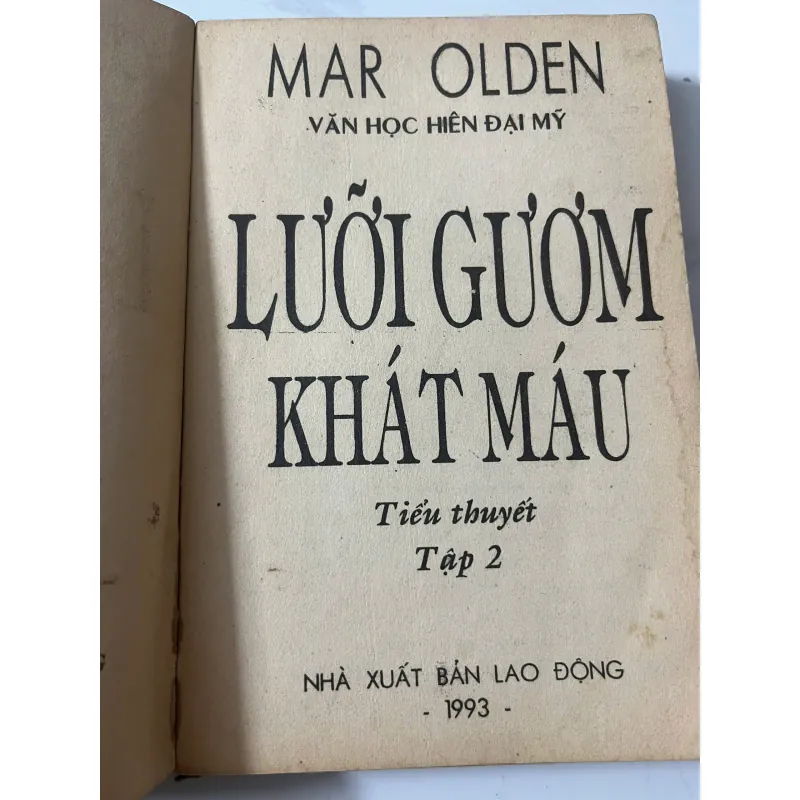 MAR OLDEN
VĂN HỌC HIÊN ĐẠI MỸ
LƯỠI GƯƠM
KHÁT MÁU
Tiểu thuyết
Tập 2
NHÀ XUẤT BẢN LAO ĐỘNG
- 1993 -